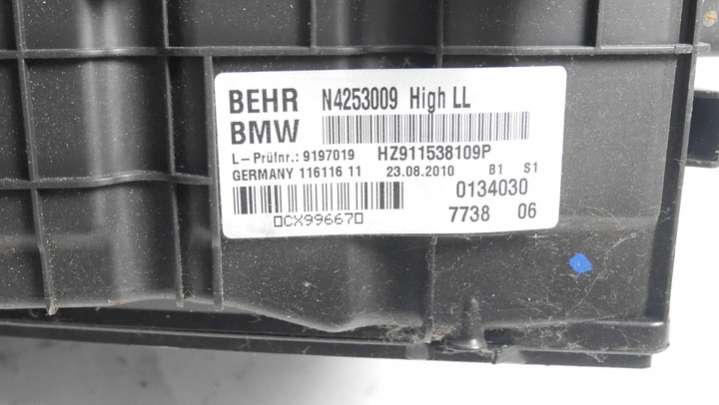 BEHR N4253009 High LL
BMW
L-Prüfnr.: 9197019 HZ911538109P
GERMANY 116116 11 23.08.2010 B1 S1
0134030
0CX996670 7738 06